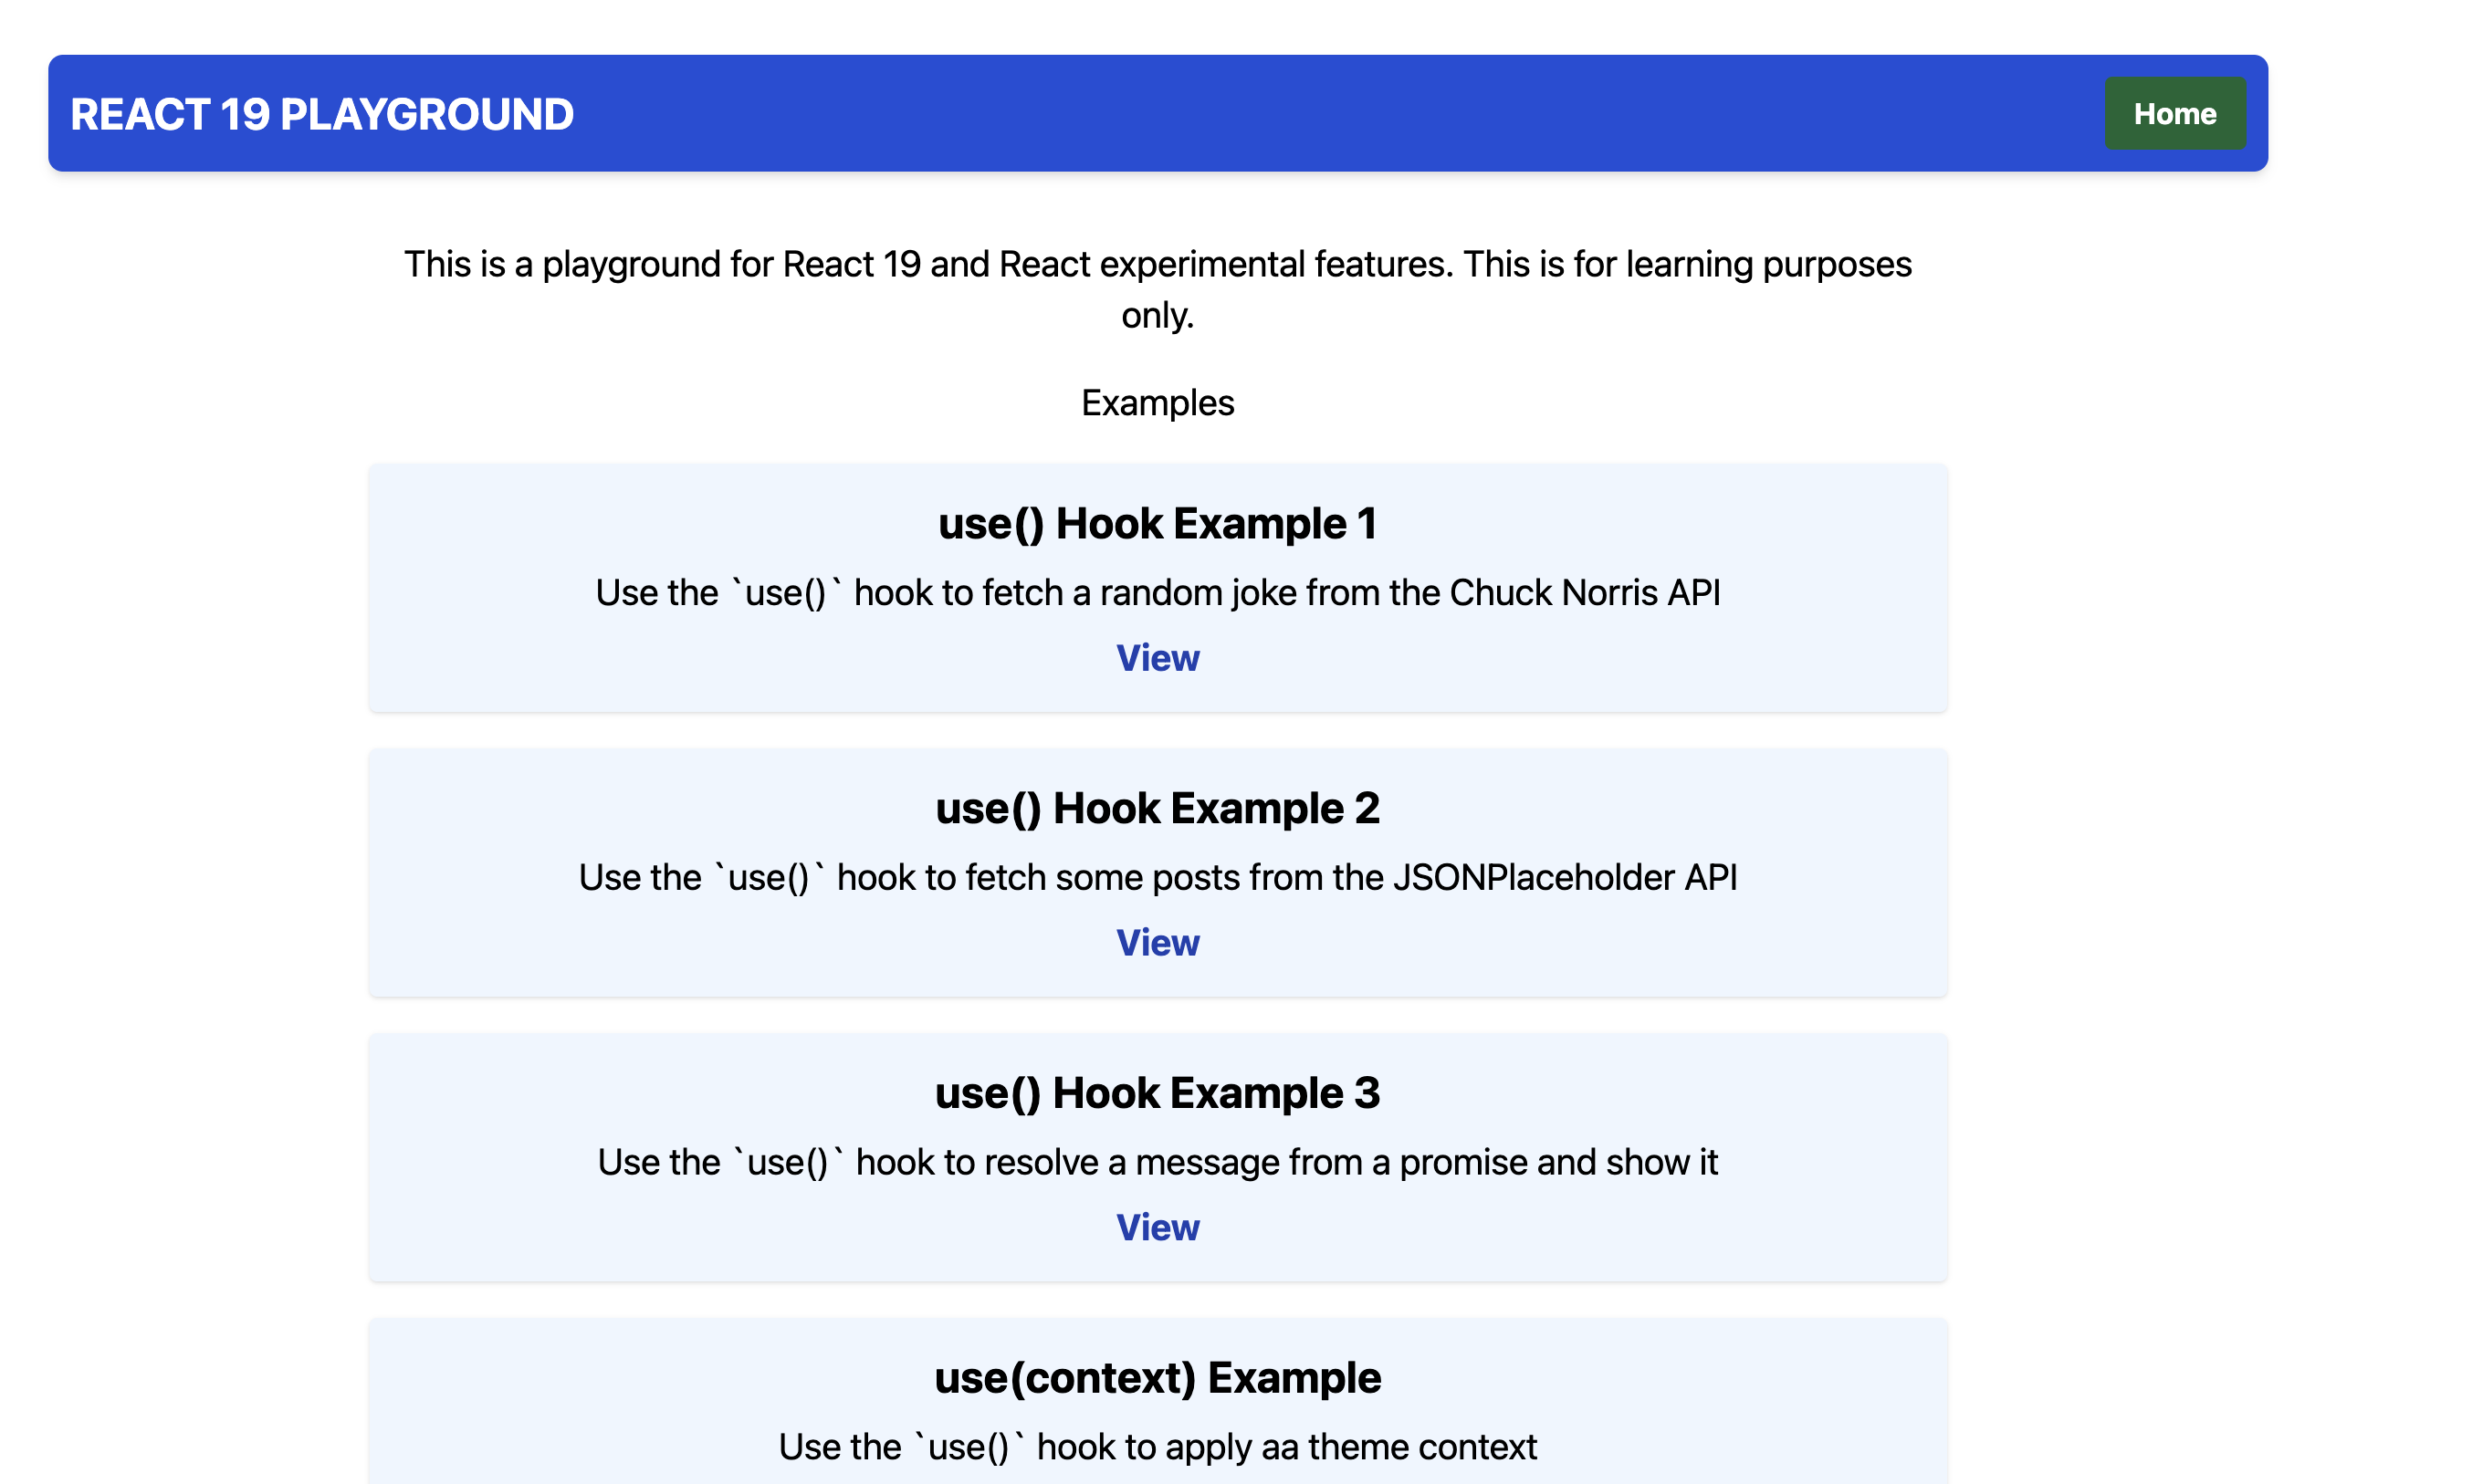 REACT 19 PLAYGROUND
Home
This is a playground for React 19 and React experimental features. This is for learning purposes
only.
Examples
use() Hook Example 1
Use the `use()` hook to fetch a random joke from the Chuck Norris API
View
use() Hook Example 2
Use the `use()` hook to fetch some posts from the JSONPlaceholder API
View
use() Hook Example 3
Use the `use()` hook to resolve a message from a promise and show it
View
use(context) Example
Use the `use()` hook to apply aa theme context